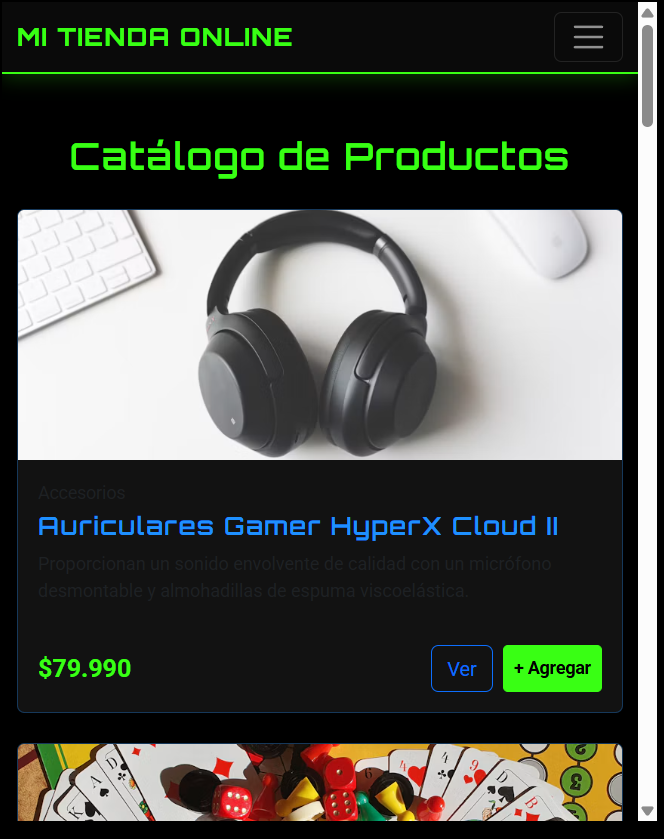 MI TIENDA ONLINE
Catálogo de Productos
Accesorios
Auriculares Gamer HyperX Cloud II
Proporcionan un sonido envolvente de calidad con un micrófono
desmontable y almohadillas de espuma viscoelástica.
$79.990
Ver
+ Agregar